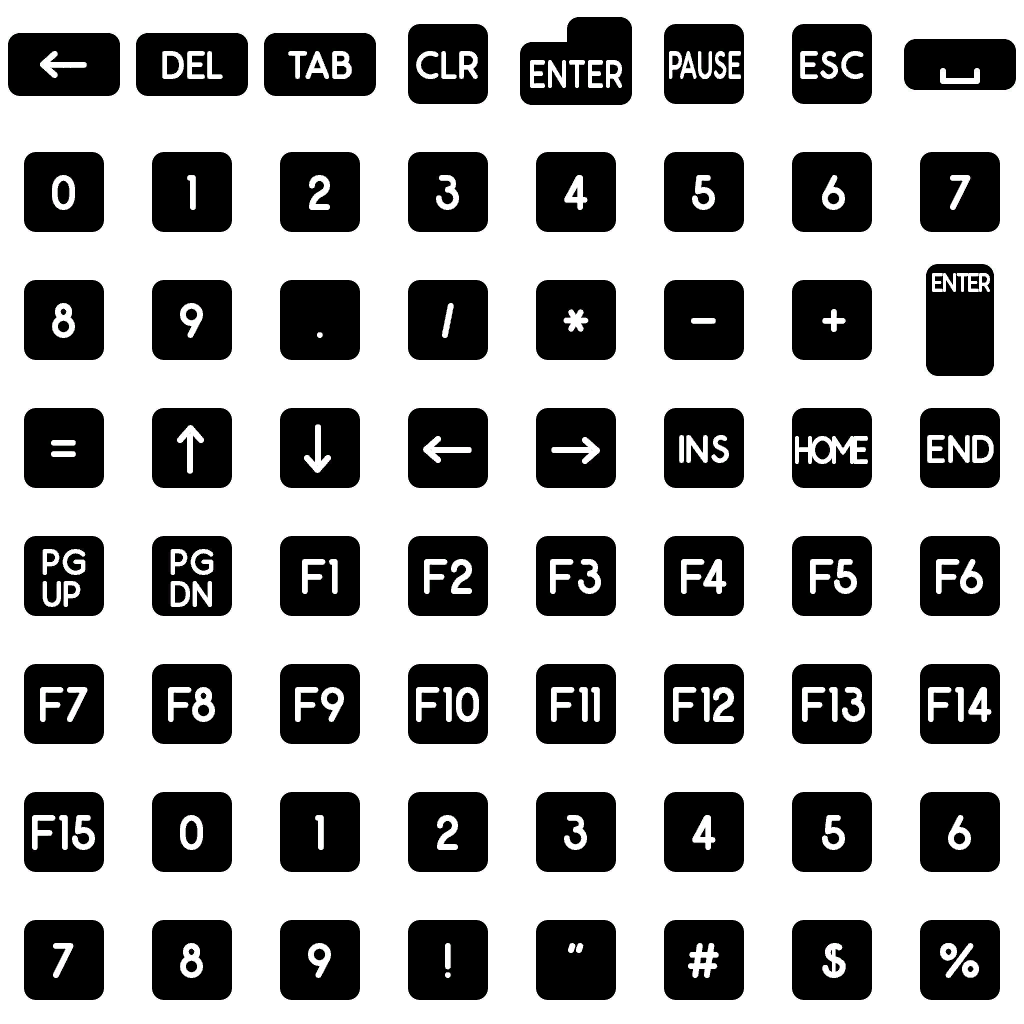 ← DEL TAB CLR ENTER PAUSE ESC ⎵
0 1 2 3 4 5 6 7
8 9 . / * - + ENTER
= ↑ ↓ ← → INS HOME END
PG UP PG DN F1 F2 F3 F4 F5 F6
F7 F8 F9 F10 F11 F12 F13 F14
F15 0 1 2 3 4 5 6
7 8 9 ! " # $ %